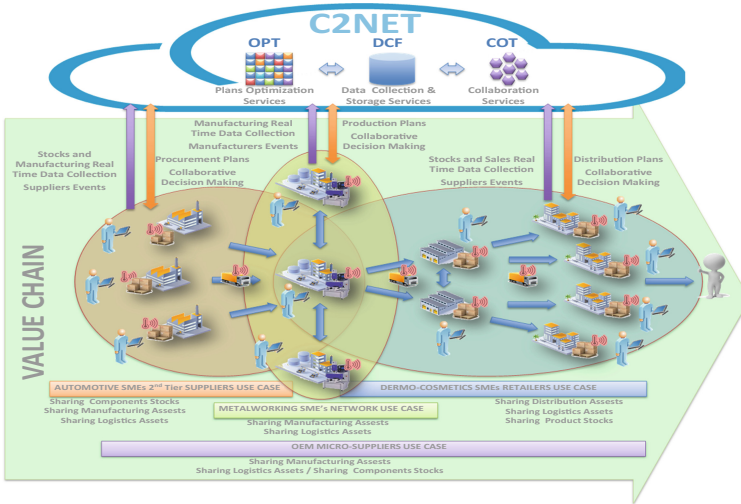 C2NET
OPT
DCF
COT
Plans Optimization
Services
Data Collection &
Storage Services
Collaboration
Services
Manufacturing Real
Time Data Collection
Manufacturers Events
Production Plans
Collaborative
Decision Making
Stocks and
Manufacturing Real
Time Data Collection
Suppliers Events
Procurement Plans
Collaborative
Decision Making
Stocks and Sales Real
Time Data Collection
Suppliers Events
Distribution Plans
Collaborative
Decision Making
VALUE CHAIN
AUTOMOTIVE SMEs 2nd Tier SUPPLIERS USE CASE
Sharing Components Stocks
Sharing Manufacturing Assests
Sharing Logistics Assets
METALWORKING SME's NETWORK USE CASE
Sharing Manufacturing Assests
Sharing Logistics Assets
DERMO-COSMETICS SMEs RETAILERS USE CASE
Sharing Distribution Assests
Sharing Logistics Assets
Sharing Product Stocks
OEM MICRO-SUPPLIERS USE CASE
Sharing Manufacturing Assests
Sharing Logistics Assets / Sharing Components Stocks